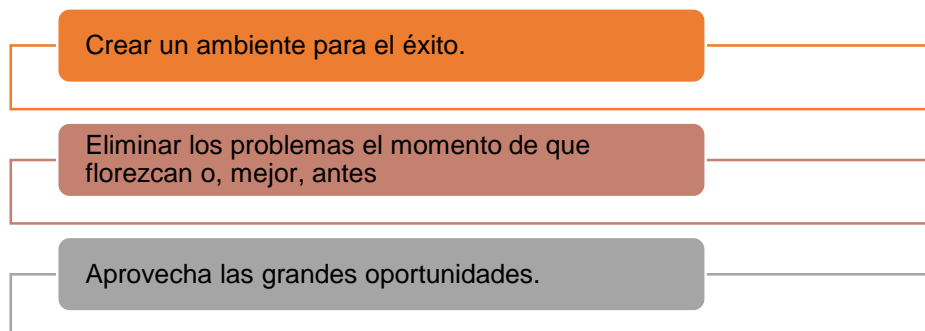 Crear un ambiente para el éxito.
Eliminar los problemas el momento de que
florezcan o, mejor, antes
Aprovecha las grandes oportunidades.